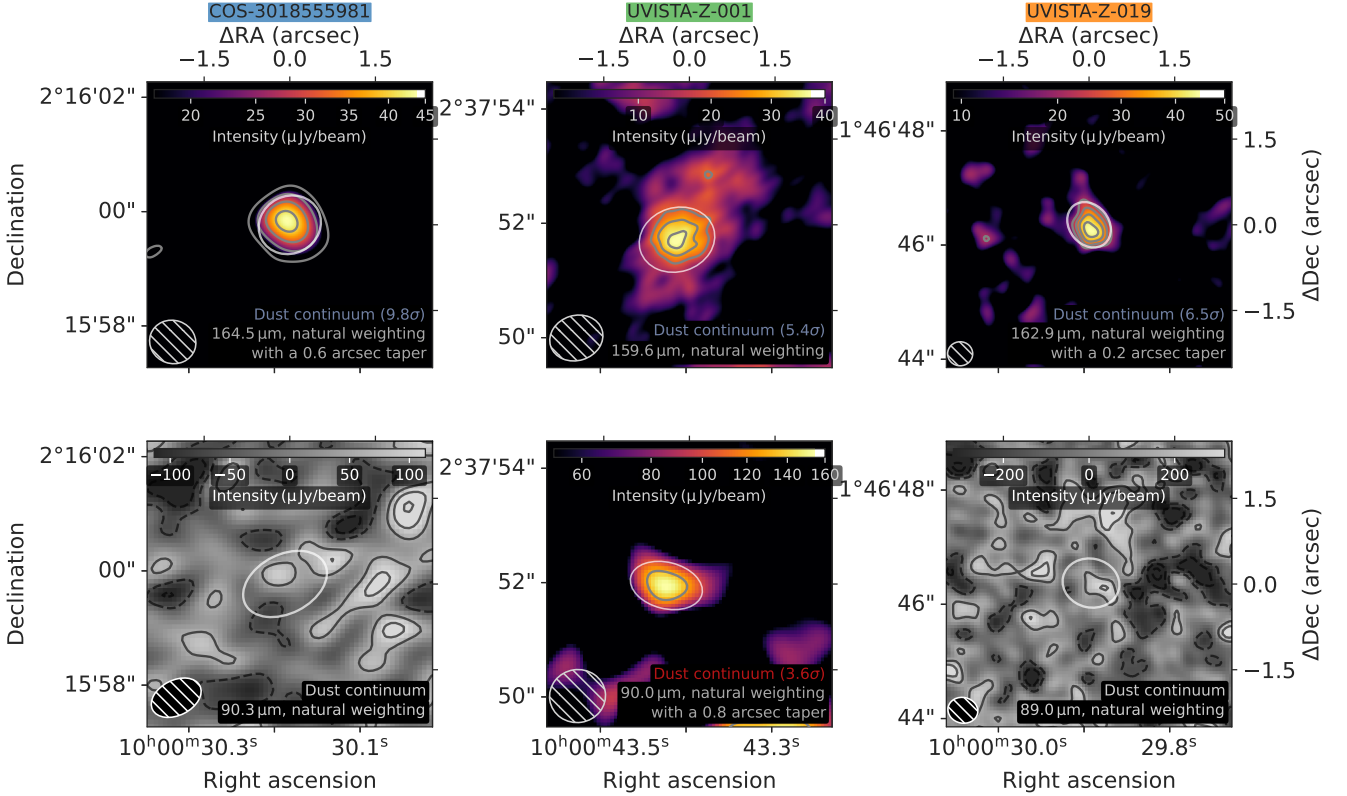 COS-3018555981 UVISTA-Z-001 UVISTA-Z-019
ΔRA (arcsec) ΔRA (arcsec) ΔRA (arcsec)
−1.5 0.0 1.5 −1.5 0.0 1.5 −1.5 0.0 1.5
Declination
2°16'02"
00"
15'58"
20 25 30 35 40 45
Intensity (μJy/beam)
Dust continuum (9.8σ)
164.5 μm, natural weighting
with a 0.6 arcsec taper
2°37'54"
52"
50"
10 20 30 40
Intensity (μJy/beam)
Dust continuum (5.4σ)
159.6 μm, natural weighting
1°46'48"
46"
44"
10 20 30 40 50
Intensity (μJy/beam)
Dust continuum (6.5σ)
162.9 μm, natural weighting
with a 0.2 arcsec taper
1.5
0.0
−1.5
ΔDec (arcsec)
Declination
2°16'02"
00"
15'58"
−100 −50 0 50 100
Intensity (μJy/beam)
Dust continuum
90.3 μm, natural weighting
2°37'54"
52"
50"
60 80 100 120 140 160
Intensity (μJy/beam)
Dust continuum (3.6σ)
90.0 μm, natural weighting
with a 0.8 arcsec taper
1°46'48"
46"
44"
−200 0 200
Intensity (μJy/beam)
Dust continuum
89.0 μm, natural weighting
1.5
0.0
−1.5
ΔDec (arcsec)
10ʰ00ᵐ30.3ˢ 30.1ˢ 10ʰ00ᵐ43.5ˢ 43.3ˢ 10ʰ00ᵐ30.0ˢ 29.8ˢ
Right ascension Right ascension Right ascension